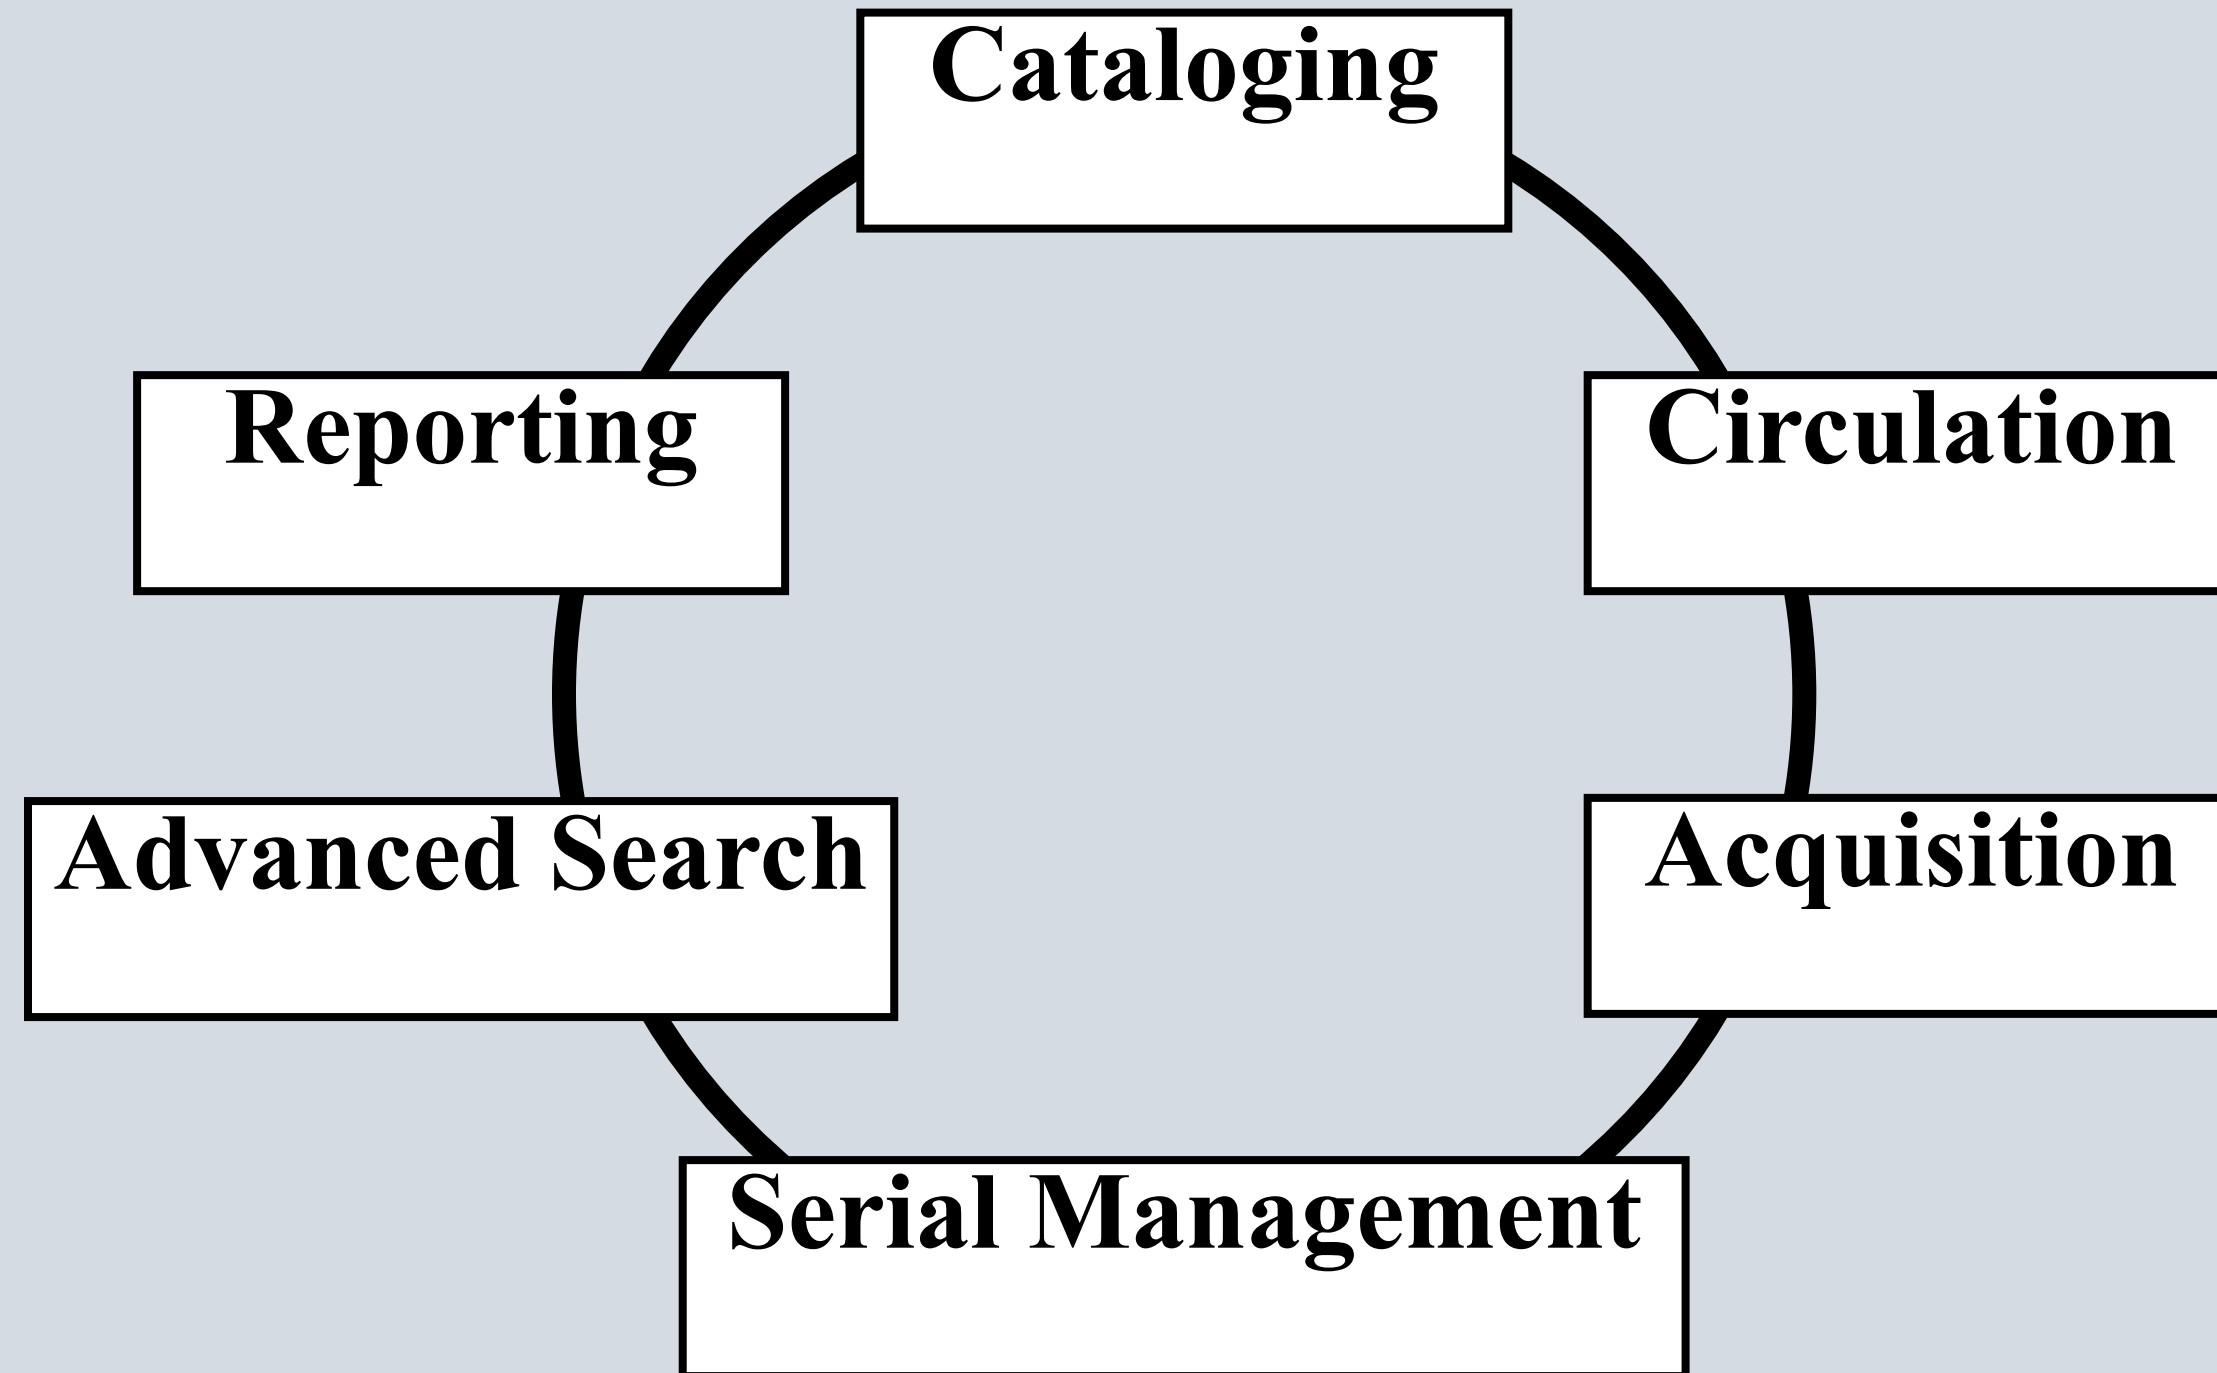 Cataloging
Reporting
Circulation
Advanced Search
Acquisition
Serial Management